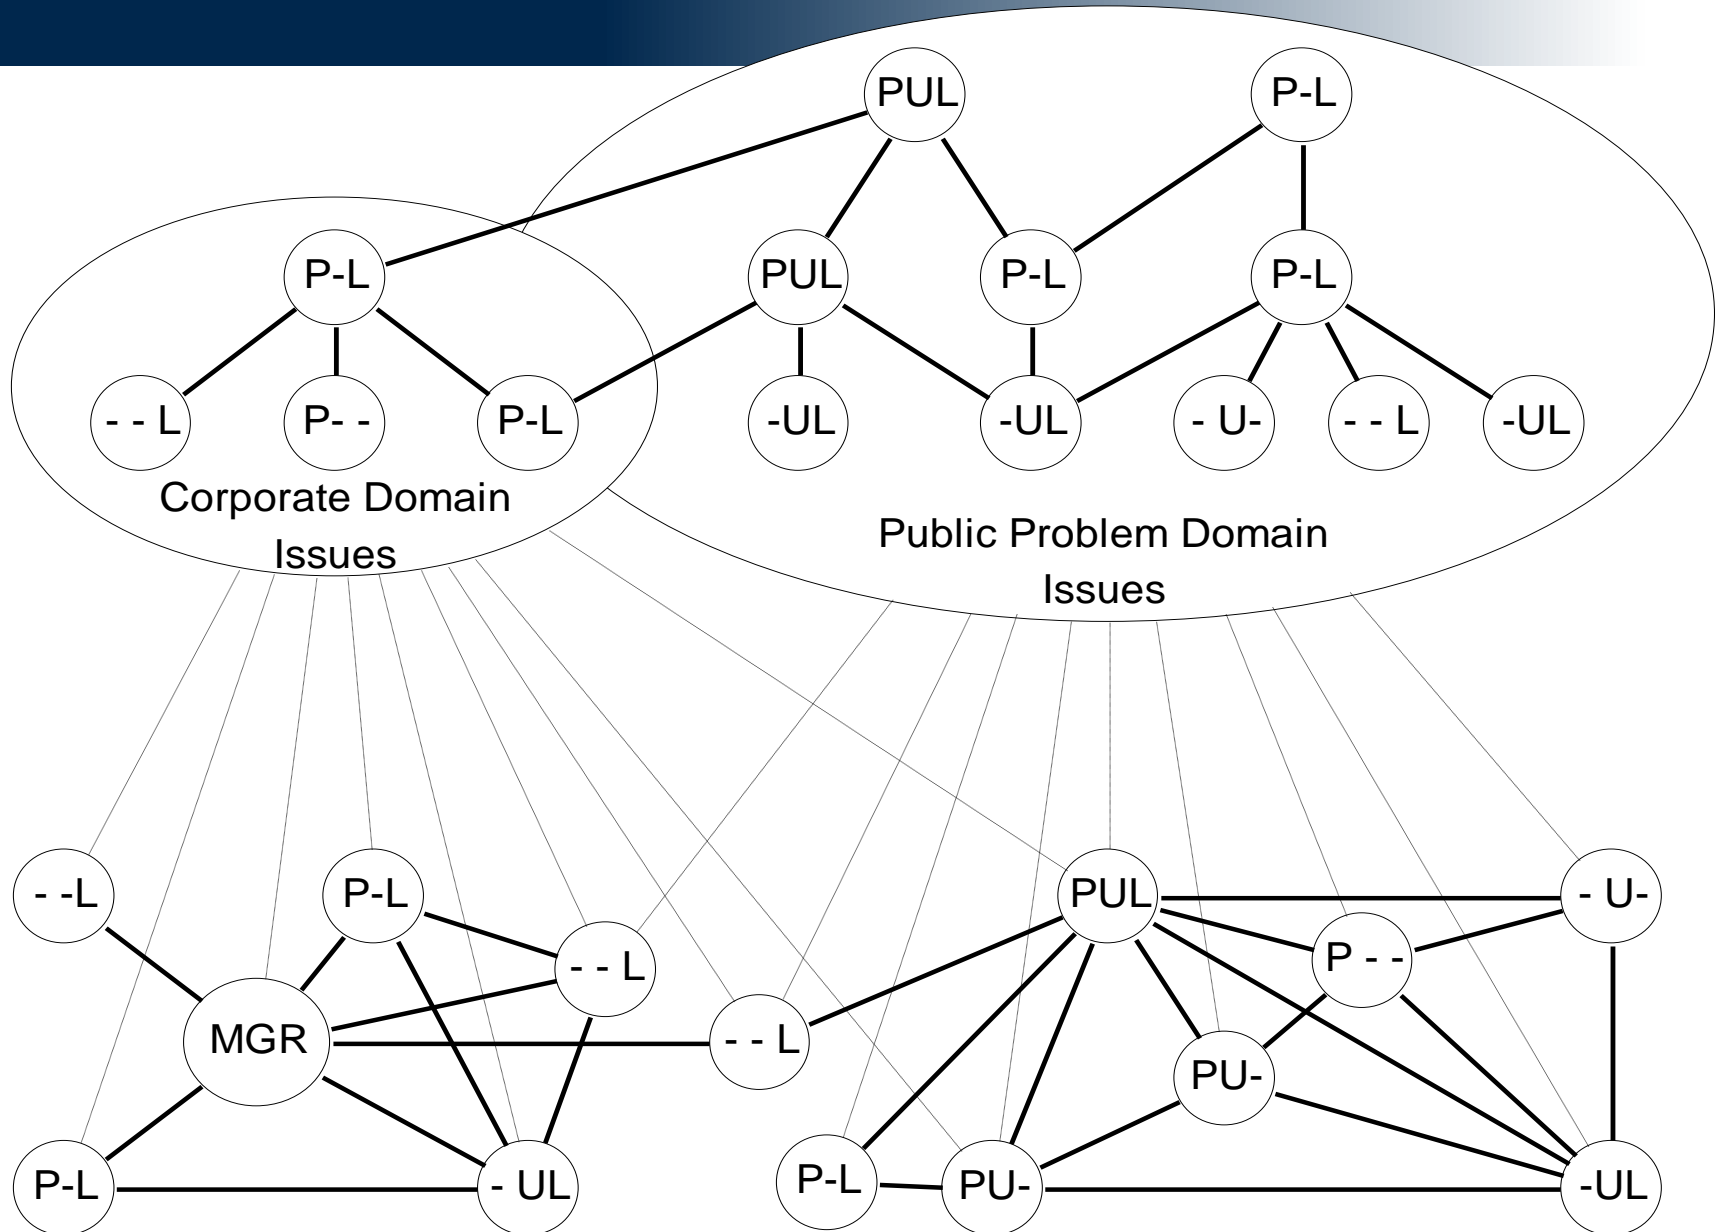 PUL P-L
P-L PUL P-L P-L
- - L P- - P-L -UL -UL - U- - - L -UL
Corporate Domain
Issues
Public Problem Domain
Issues
- -L P-L PUL - U-
- - L P - -
MGR - - L
PU-
P-L - UL P-L PU- -UL